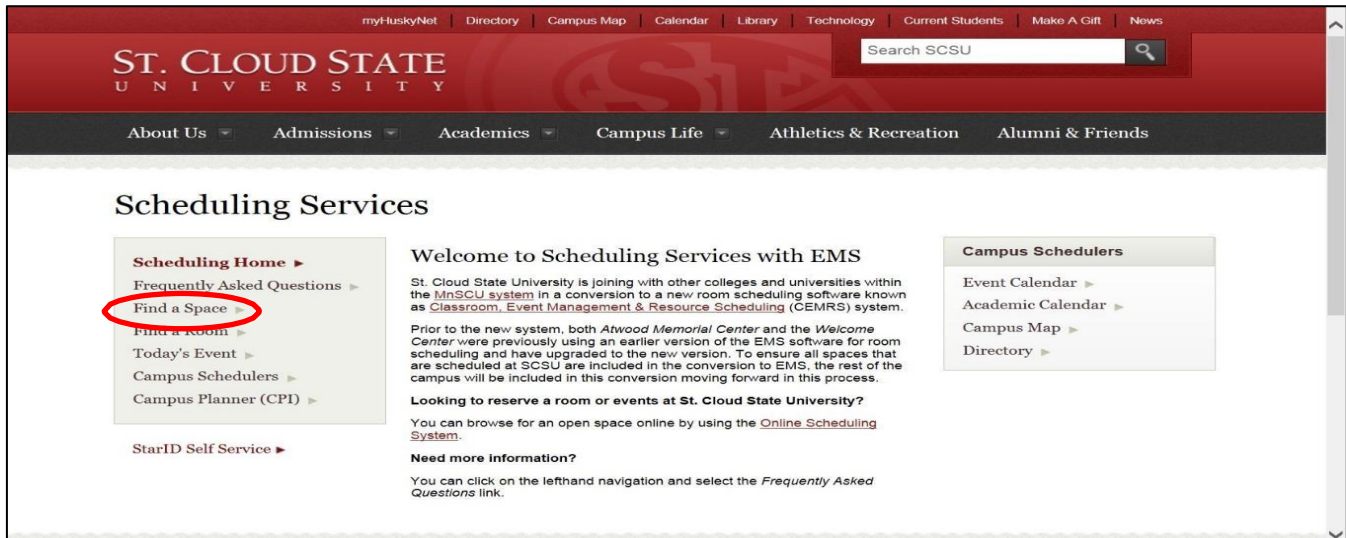 myHuskyNet | Directory | Campus Map | Calendar | Library | Technology | Current Students | Make A Gift | News
Search SCSU
ST. CLOUD STATE
UNIVERSITY
About Us Admissions Academics Campus Life Athletics & Recreation Alumni & Friends
Scheduling Services
Scheduling Home
Frequently Asked Questions
Find a Space
Find a Room
Today's Event
Campus Schedulers
Campus Planner (CPI)
StarID Self Service
Welcome to Scheduling Services with EMS
St. Cloud State University is joining with other colleges and universities within
the MnSCU system in a conversion to a new room scheduling software known
as Classroom, Event Management & Resource Scheduling (CEMRS) system.
Prior to the new system, both Atwood Memorial Center and the Welcome
Center were previously using an earlier version of the EMS software for room
scheduling and have upgraded to the new version. To ensure all spaces that
are scheduled at SCSU are included in the conversion to EMS, the rest of the
campus will be included in this conversion moving forward in this process.
Looking to reserve a room or events at St. Cloud State University?
You can browse for an open space online by using the Online Scheduling
System.
Need more information?
You can click on the lefthand navigation and select the Frequently Asked
Questions link.
Campus Schedulers
Event Calendar
Academic Calendar
Campus Map
Directory